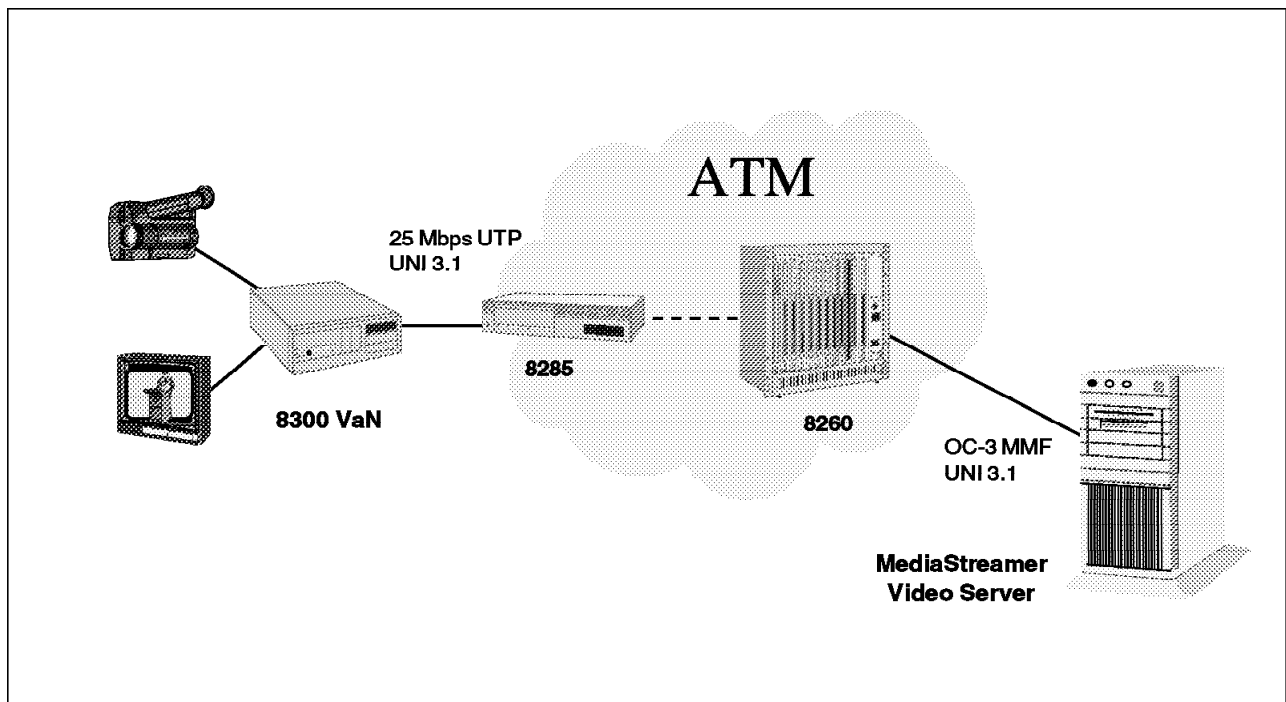 ATM
25 Mbps UTP
UNI 3.1
8285
8300 VaN
8260
OC-3 MMF
UNI 3.1
MediaStreamer
Video Server